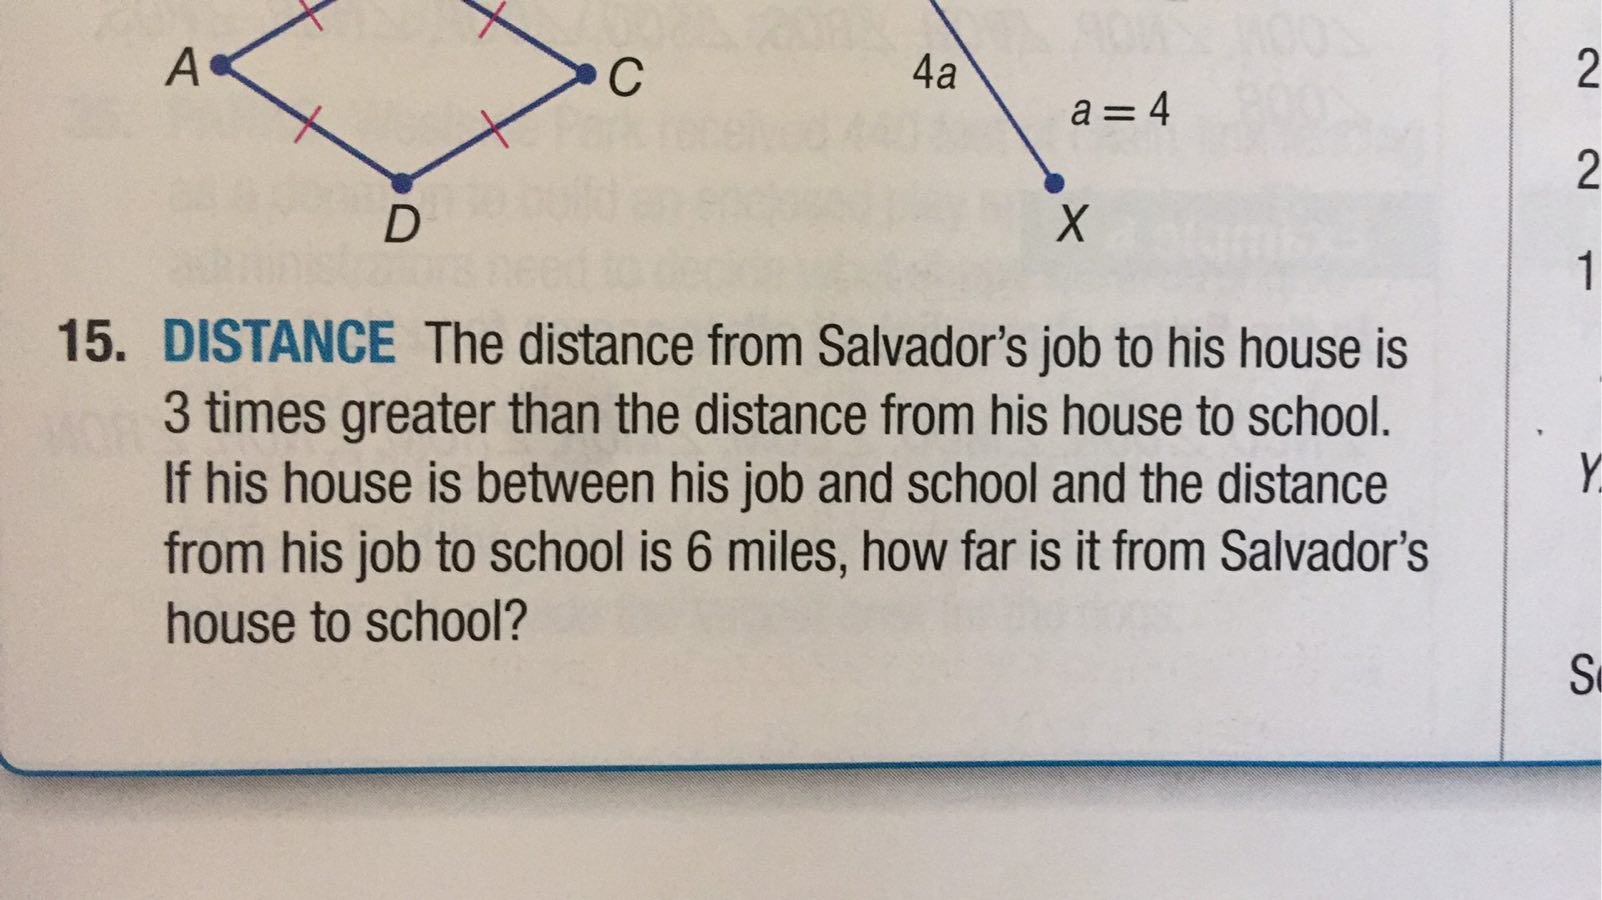 A
C
4a
a = 4
D
X
15. DISTANCE The distance from Salvador's job to his house is
3 times greater than the distance from his house to school.
If his house is between his job and school and the distance
from his job to school is 6 miles, how far is it from Salvador's
house to school?
2
2
1
Y